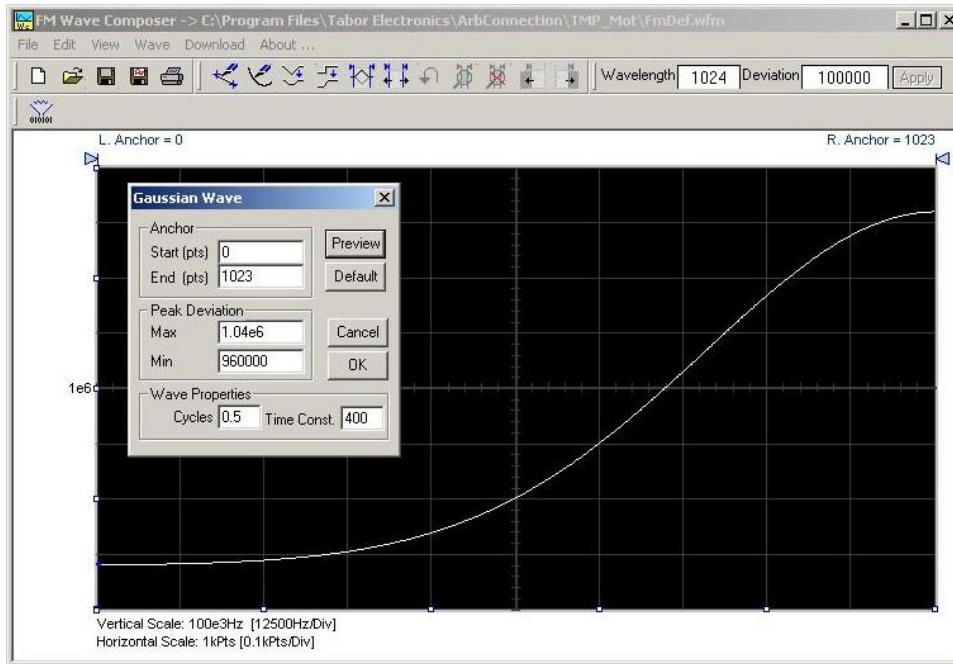 FM Wave Composer -> C:\Program Files\Tabor Electronics\ArbConnection\TMP_Mot\FmDef.wfm
File Edit View Wave Download About ...
Wavelength 1024 Deviation 100000 Apply
010101
L. Anchor = 0 R. Anchor = 1023
Gaussian Wave
Anchor
Start (pts) 0 Preview
End (pts) 1023 Default
Peak Deviation
Max 1.04e6 Cancel
Min 960000 OK
1e6
Wave Properties
Cycles 0.5 Time Const. 400
Vertical Scale: 100e3Hz [12500Hz/Div]
Horizontal Scale: 1kPts [0.1kPts/Div]